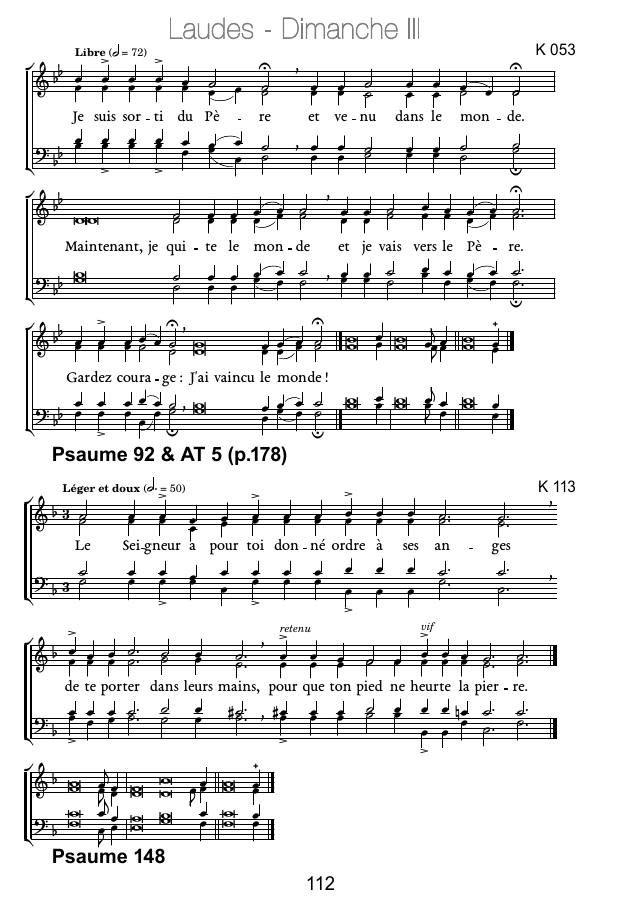 Laudes - Dimanche III
Libre (𝅗𝅥 = 72)
K 053
Je suis sor - ti du Pè - re et ve - nu dans le mon - de.
Maintenant, je qui - te le mon - de et je vais vers le Pè - re.
Gardez coura - ge : J'ai vaincu le monde !
Psaume 92 & AT 5 (p.178)
Léger et doux (𝅗𝅥. = 50)
K 113
3
3
Le Sei-gneur a pour toi don - né ordre à ses an - ges
retenu
vif
de te porter dans leurs mains, pour que ton pied ne heurte la pier - re.
Psaume 148
112